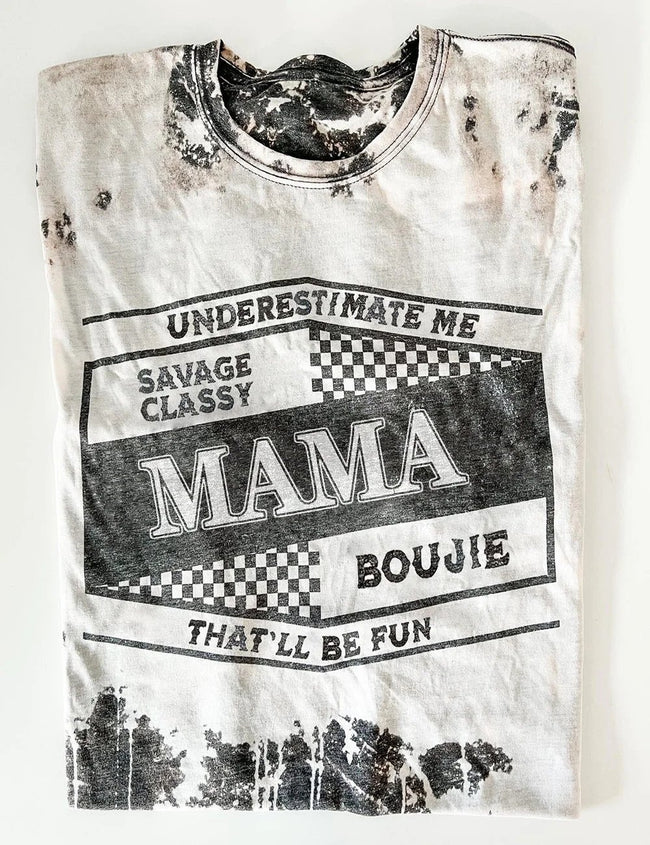 UNDERESTIMATE ME
SAVAGE
CLASSY
MAMA
BOUJIE
THAT'LL BE FUN